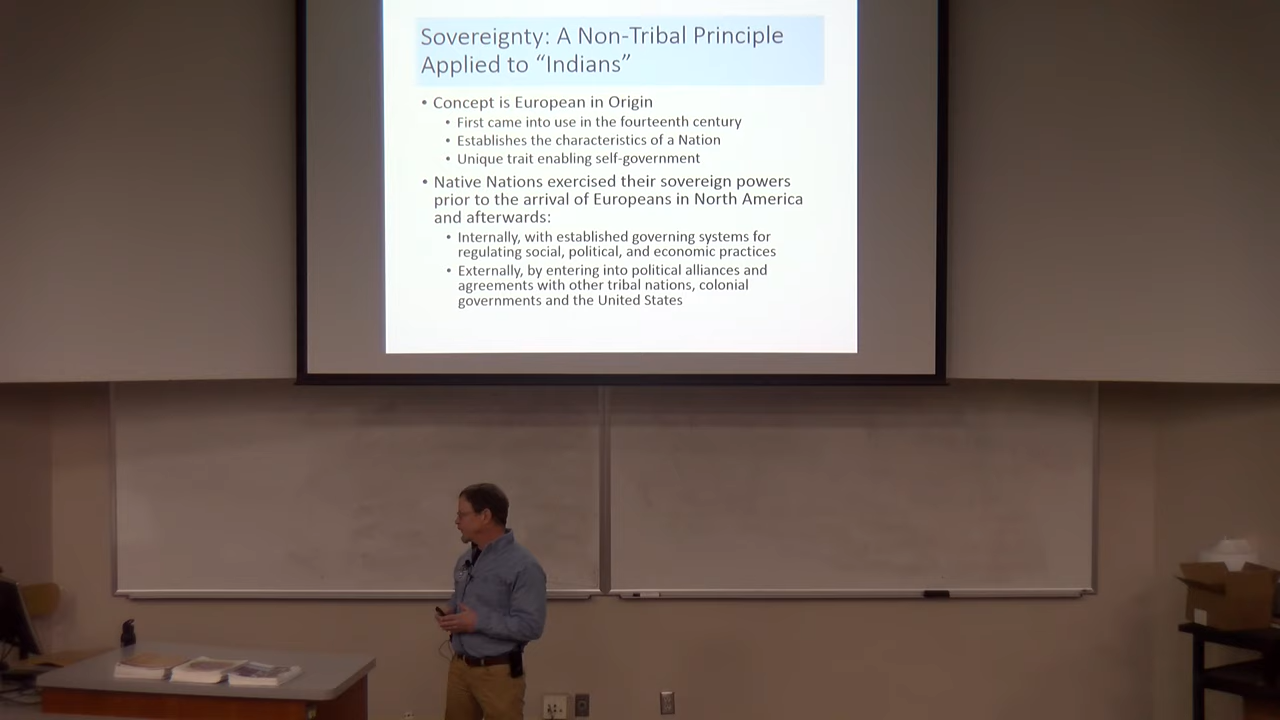 Sovereignty: A Non-Tribal Principle
Applied to “Indians”
• Concept is European in Origin
• First came into use in the fourteenth century
• Establishes the characteristics of a Nation
• Unique trait enabling self-government
• Native Nations exercised their sovereign powers
prior to the arrival of Europeans in North America
and afterwards:
• Internally, with established governing systems for
regulating social, political, and economic practices
• Externally, by entering into political alliances and
agreements with other tribal nations, colonial
governments and the United States